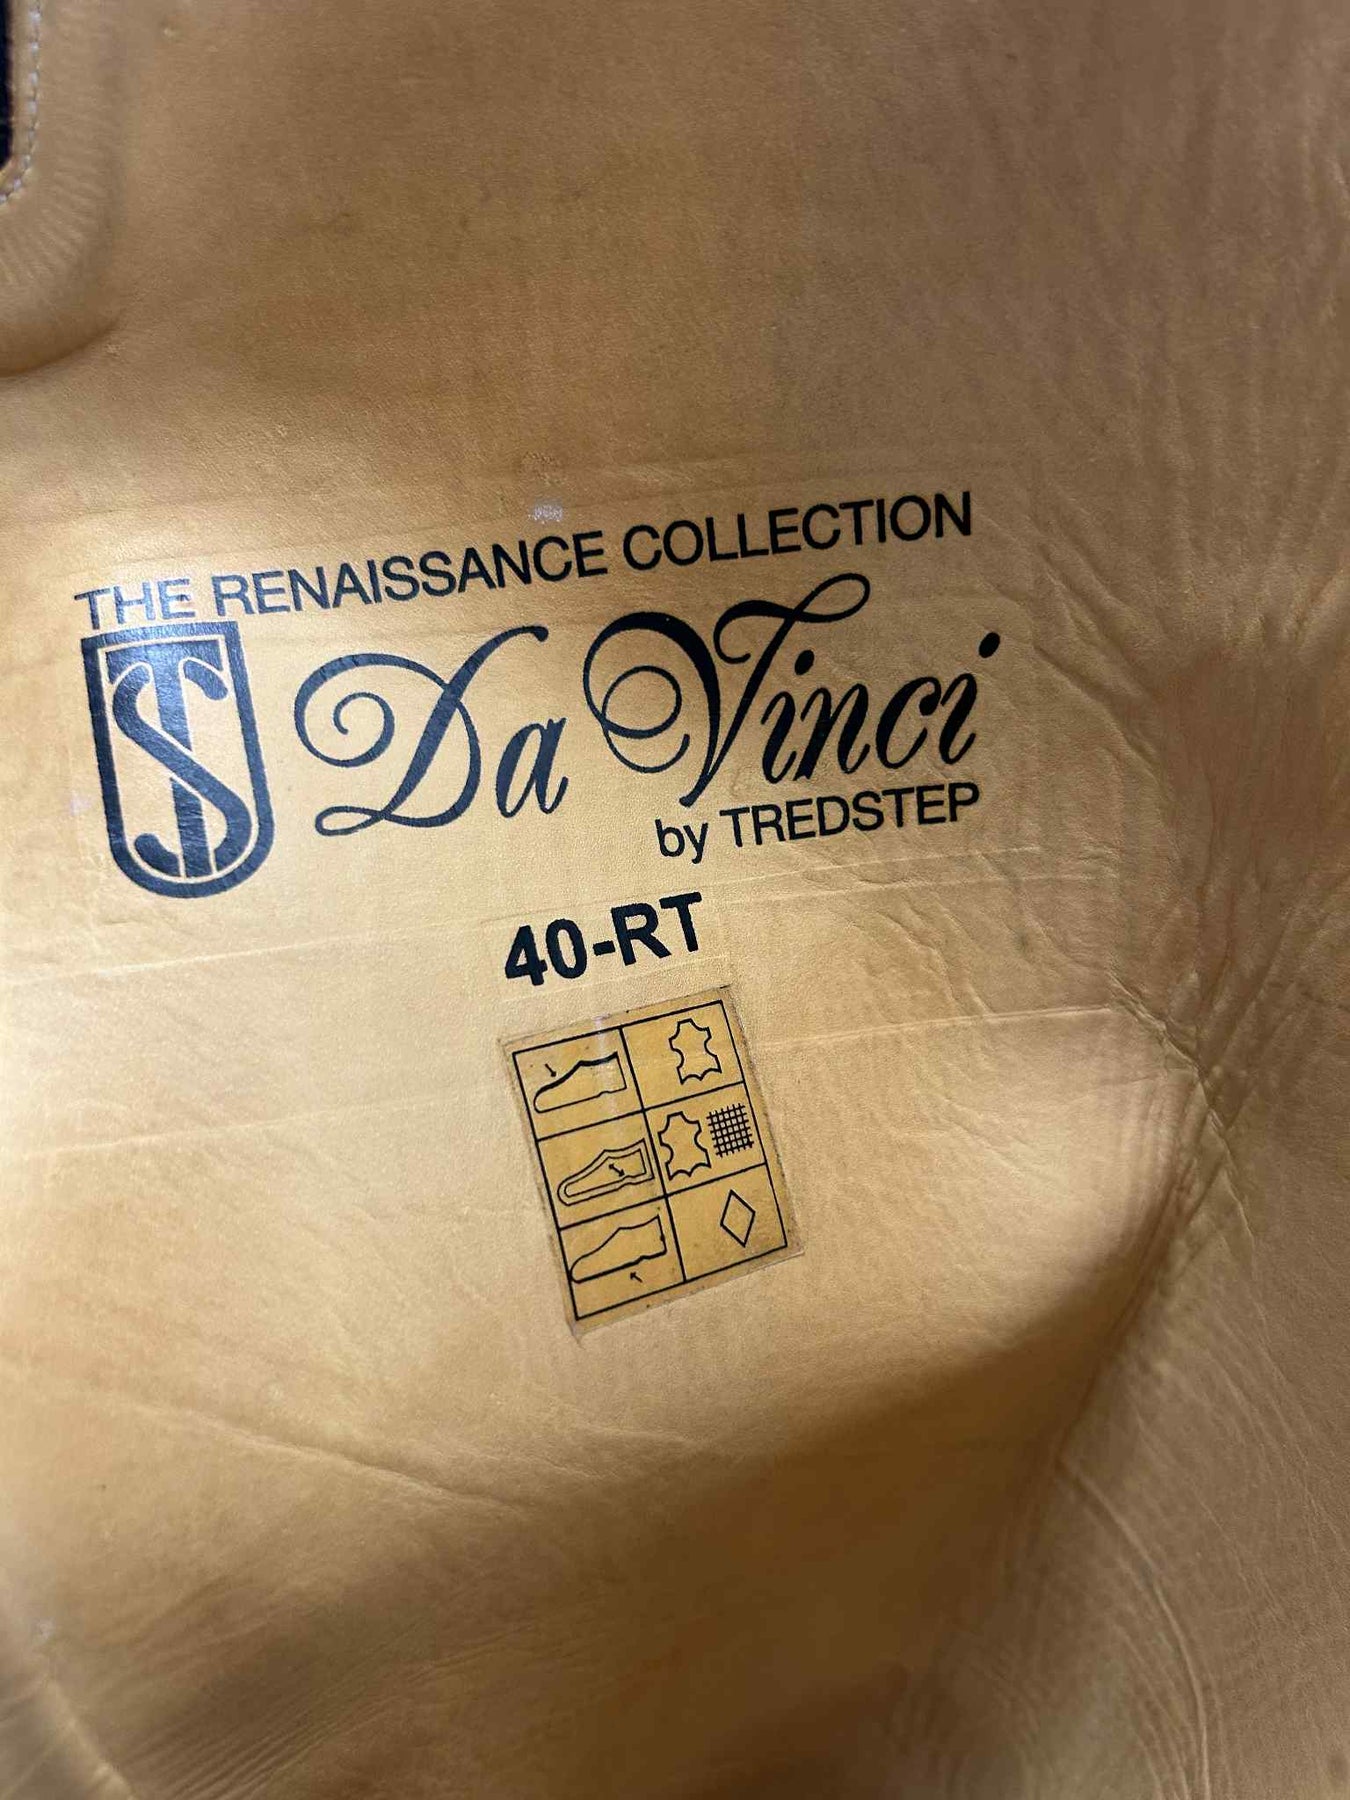 THE RENAISSANCE COLLECTION
TS Da Vinci
by TREDSTEP
40-RT